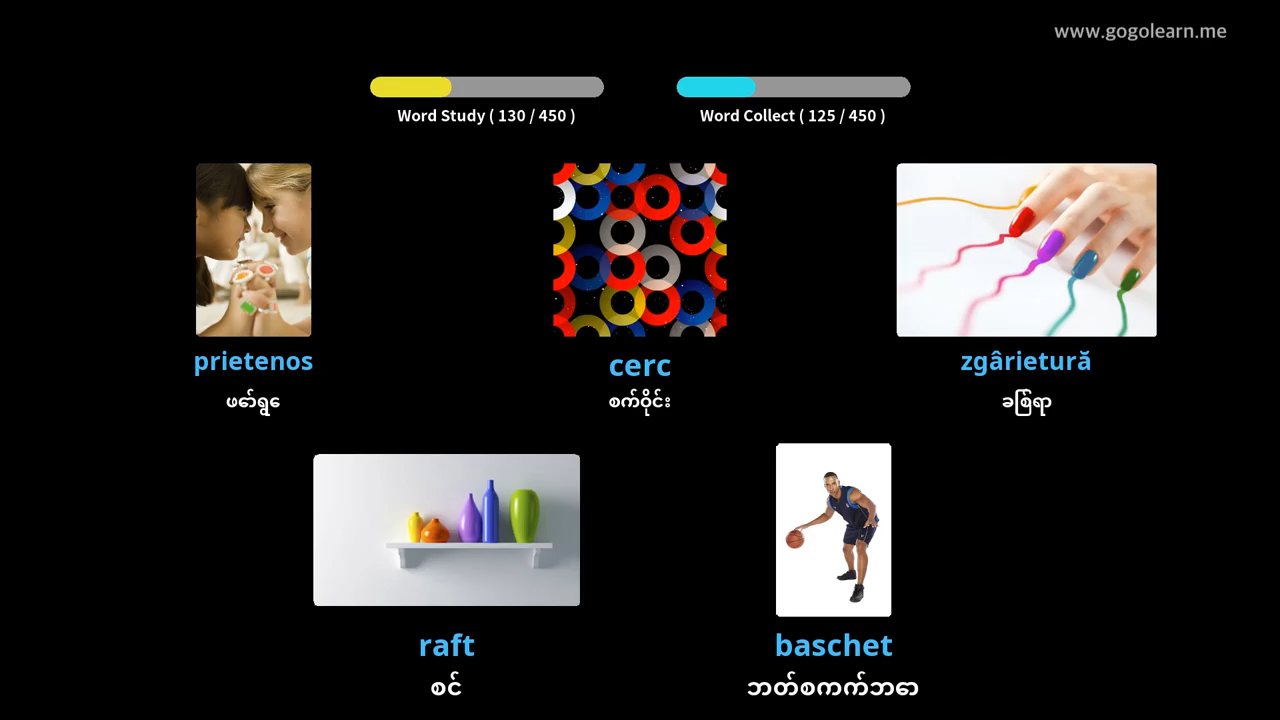 www.gogolearn.me
Word Study ( 130 / 450 )
Word Collect ( 125 / 450 )
prietenos
ဖော်ရွေ
cerc
စက်ဝိုင်း
zgârietură
ခြစ်ရာ
raft
စင်
baschet
ဘတ်စကက်ဘော